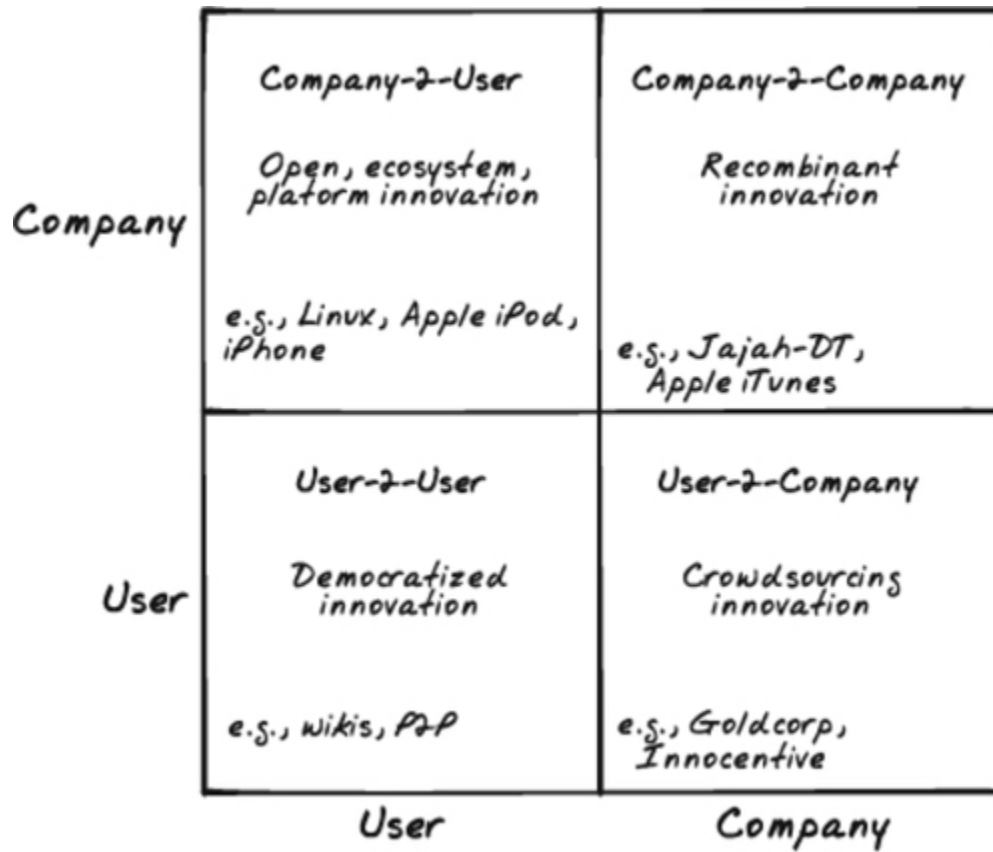 Company-2-User
Company-2-Company
Open, ecosystem,
platorm innovation
Recombinant
innovation
Company
e.g., Linux, Apple iPod,
iPhone
e.g., Jajah-DT,
Apple iTunes
User-2-User
User-2-Company
Democratized
innovation
Crowdsourcing
innovation
User
e.g., wikis, P2P
e.g., Goldcorp,
Innocentive
User
Company